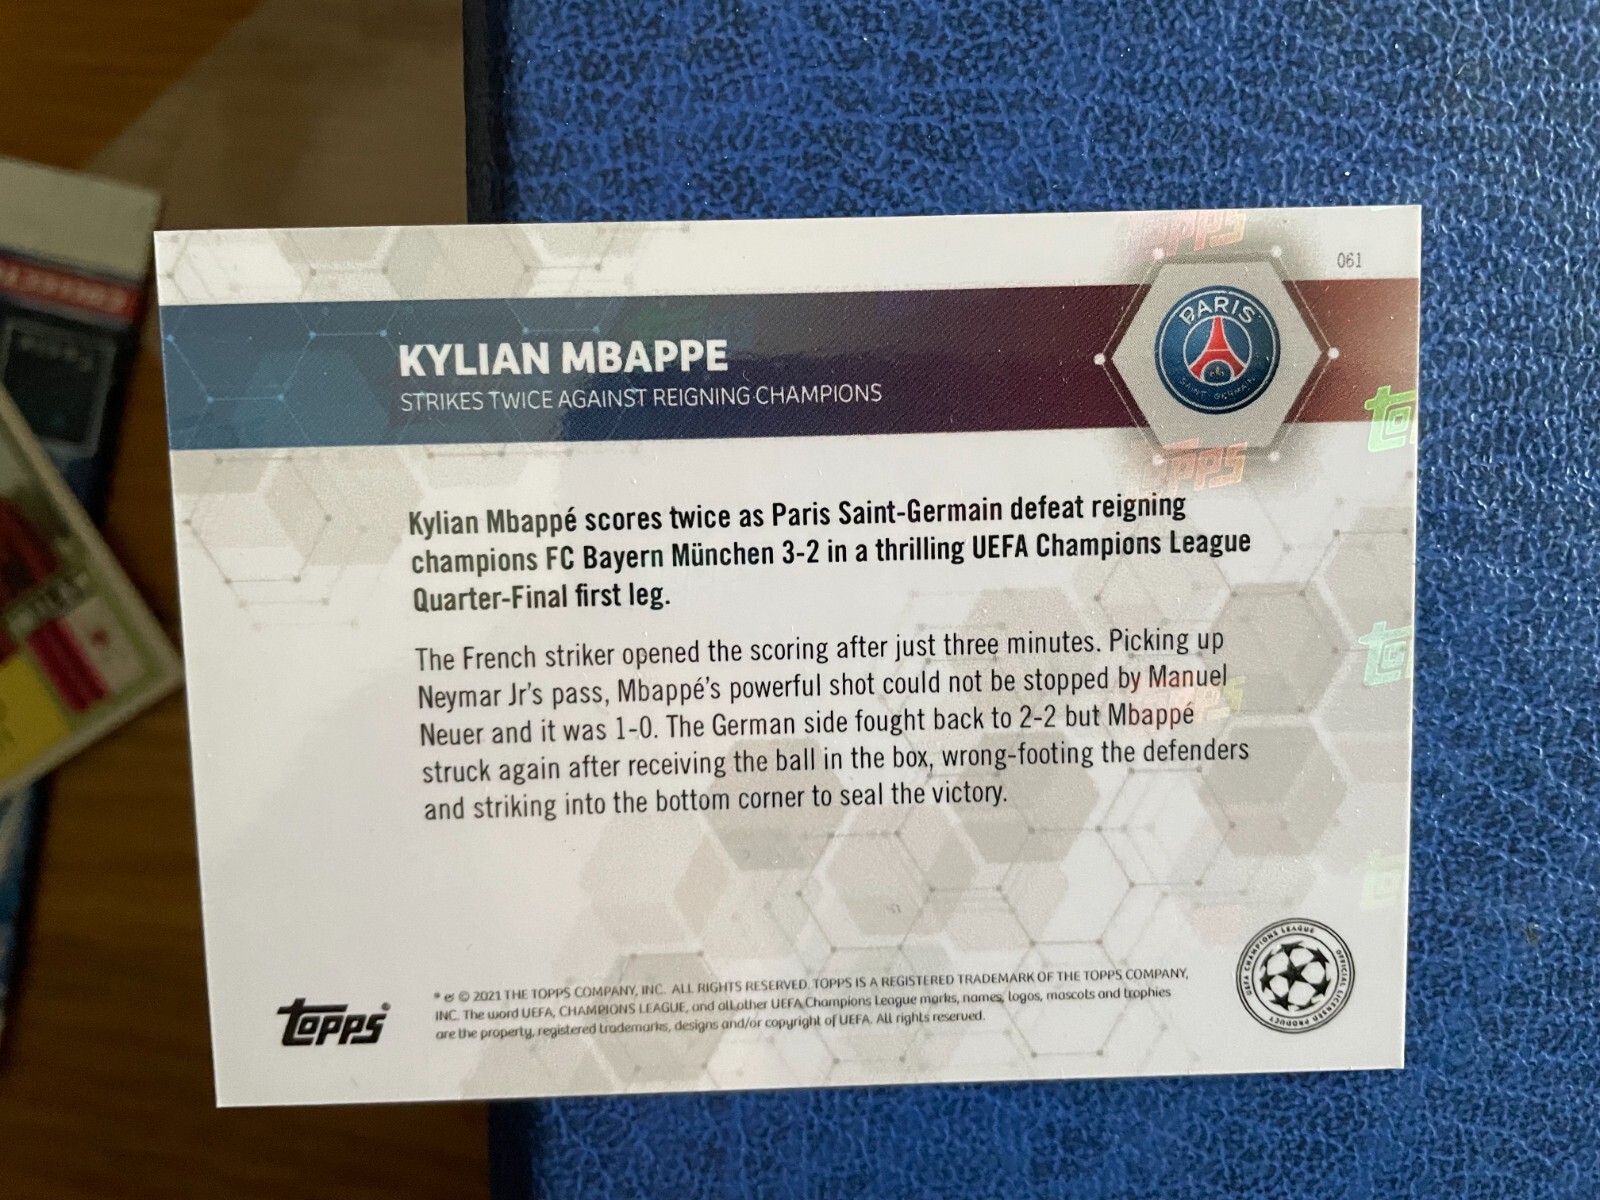 061
PARIS
SAINT-GERMAIN
KYLIAN MBAPPE
STRIKES TWICE AGAINST REIGNING CHAMPIONS
Kylian Mbappé scores twice as Paris Saint-Germain defeat reigning
champions FC Bayern München 3-2 in a thrilling UEFA Champions League
Quarter-Final first leg.
The French striker opened the scoring after just three minutes. Picking up
Neymar Jr's pass, Mbappé's powerful shot could not be stopped by Manuel
Neuer and it was 1-0. The German side fought back to 2-2 but Mbappé
struck again after receiving the ball in the box, wrong-footing the defenders
and striking into the bottom corner to seal the victory.
topps®
® & © 2021 THE TOPPS COMPANY, INC. ALL RIGHTS RESERVED. TOPPS IS A REGISTERED TRADEMARK OF THE TOPPS COMPANY,
INC. The word UEFA, CHAMPIONS LEAGUE, and all other UEFA Champions League marks, names, logos, mascots and trophies
are the property, registered trademarks, designs and/or copyright of UEFA. All rights reserved.
UEFA CHAMPIONS LEAGUE
OFFICIAL LICENSED PRODUCT